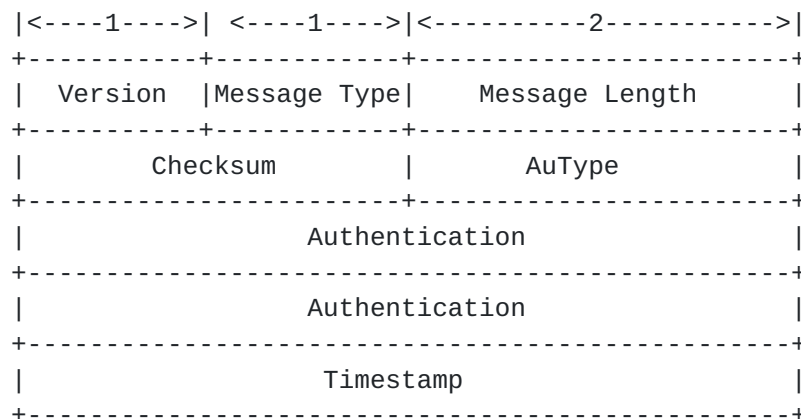 |<----1---->| <----1---->|<----------2----------->|
+-----------+------------+------------------------+
| Version |Message Type| Message Length |
+-----------+------------+------------------------+
| Checksum | AuType |
+------------------------+------------------------+
| Authentication |
+-------------------------------------------------+
| Authentication |
+-------------------------------------------------+
| Timestamp |
+-------------------------------------------------+